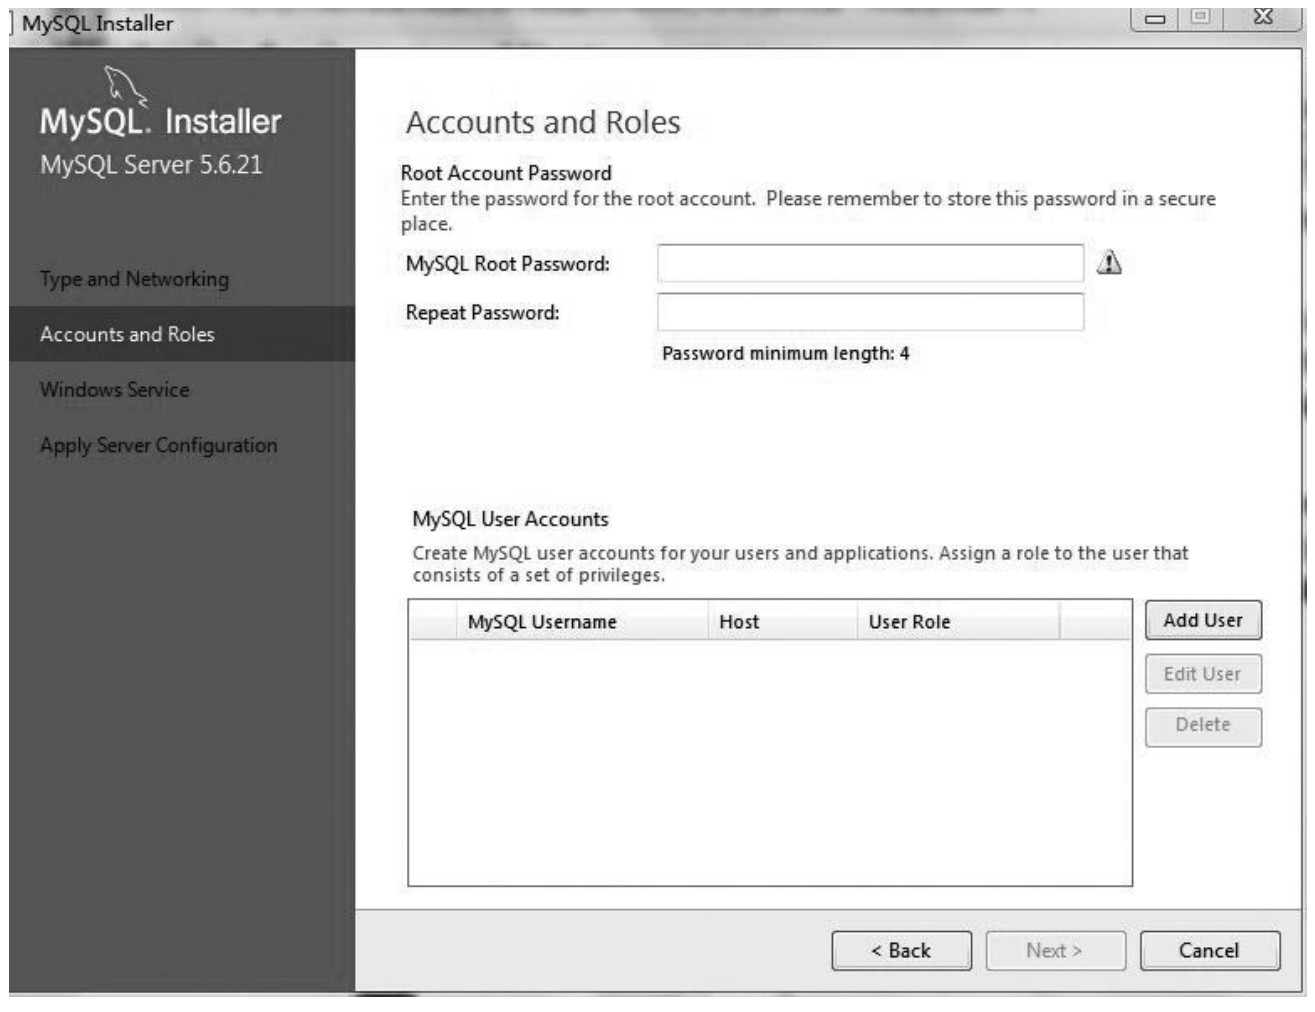 MySQL Installer
MySQL. Installer
MySQL Server 5.6.21
Type and Networking
Accounts and Roles
Windows Service
Apply Server Configuration
Accounts and Roles
Root Account Password
Enter the password for the root account. Please remember to store this password in a secure
place.
MySQL Root Password:
Repeat Password:
Password minimum length: 4
MySQL User Accounts
Create MySQL user accounts for your users and applications. Assign a role to the user that
consists of a set of privileges.
MySQL Username Host User Role
Add User
Edit User
Delete
< Back Next > Cancel